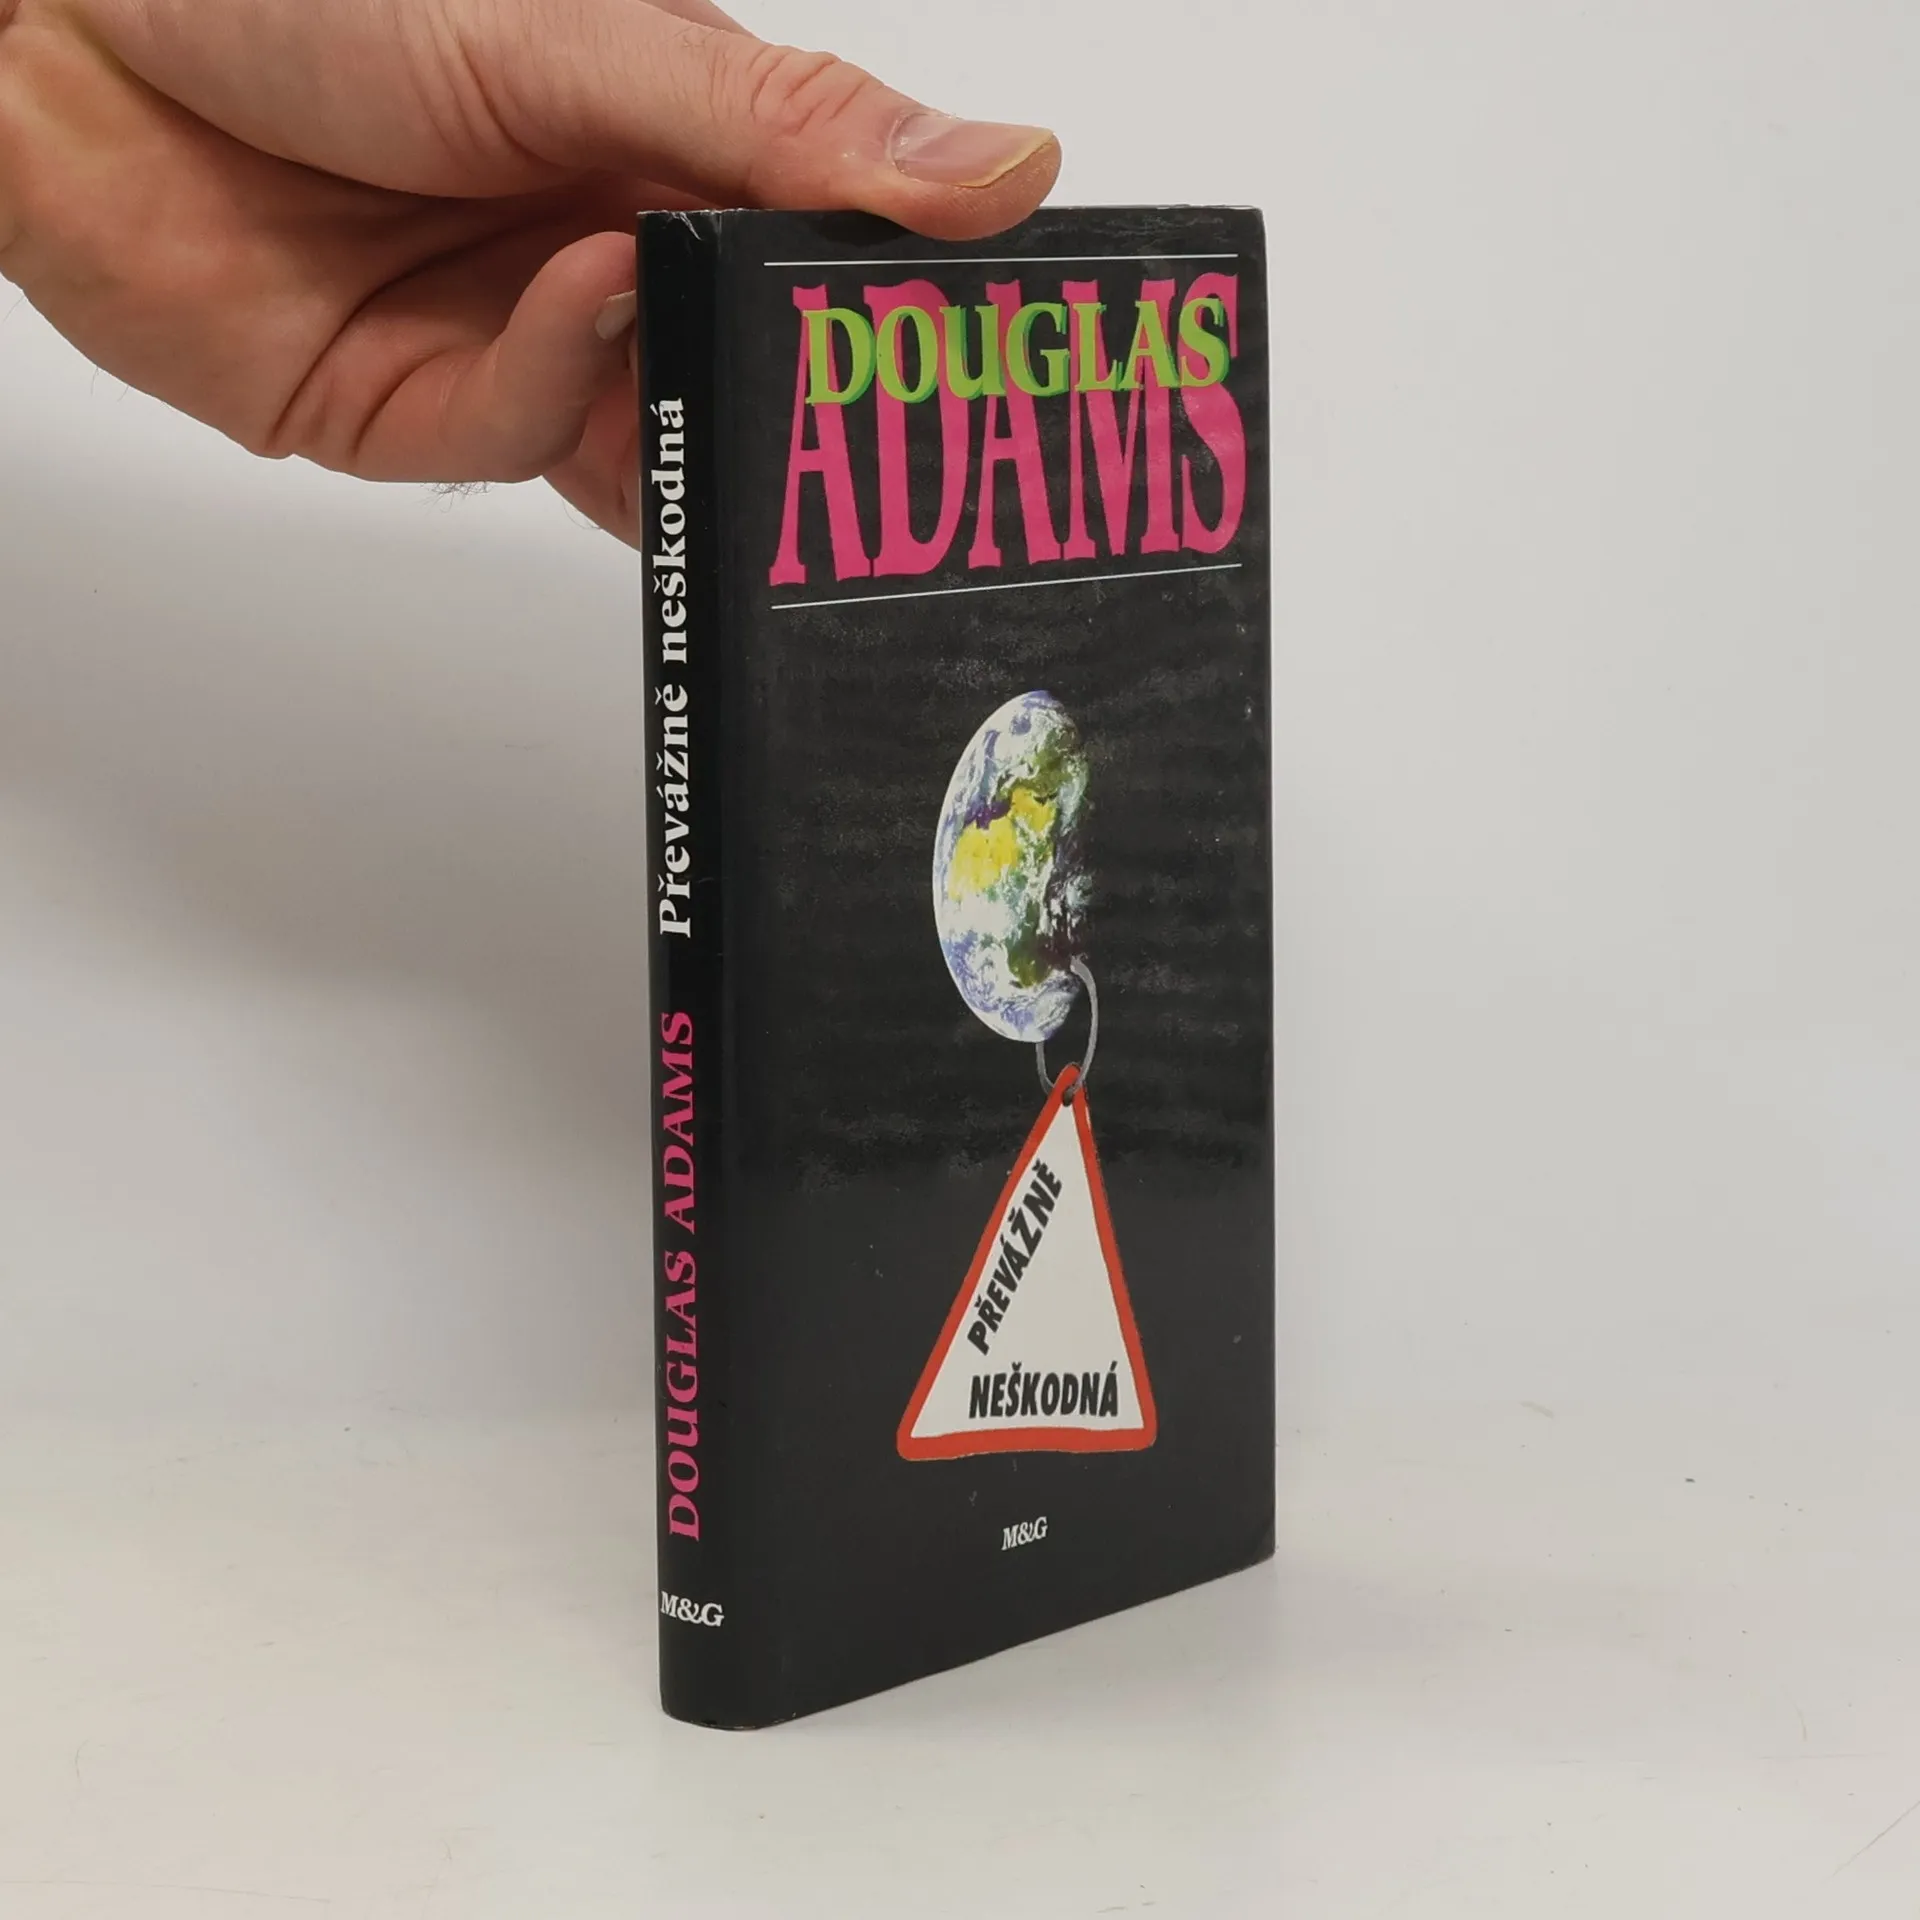 DOUGLAS
ADAMS
PŘEVÁŽNĚ
NEŠKODNÁ
M&G
DOUGLAS ADAMS Převážně neškodná
M&G